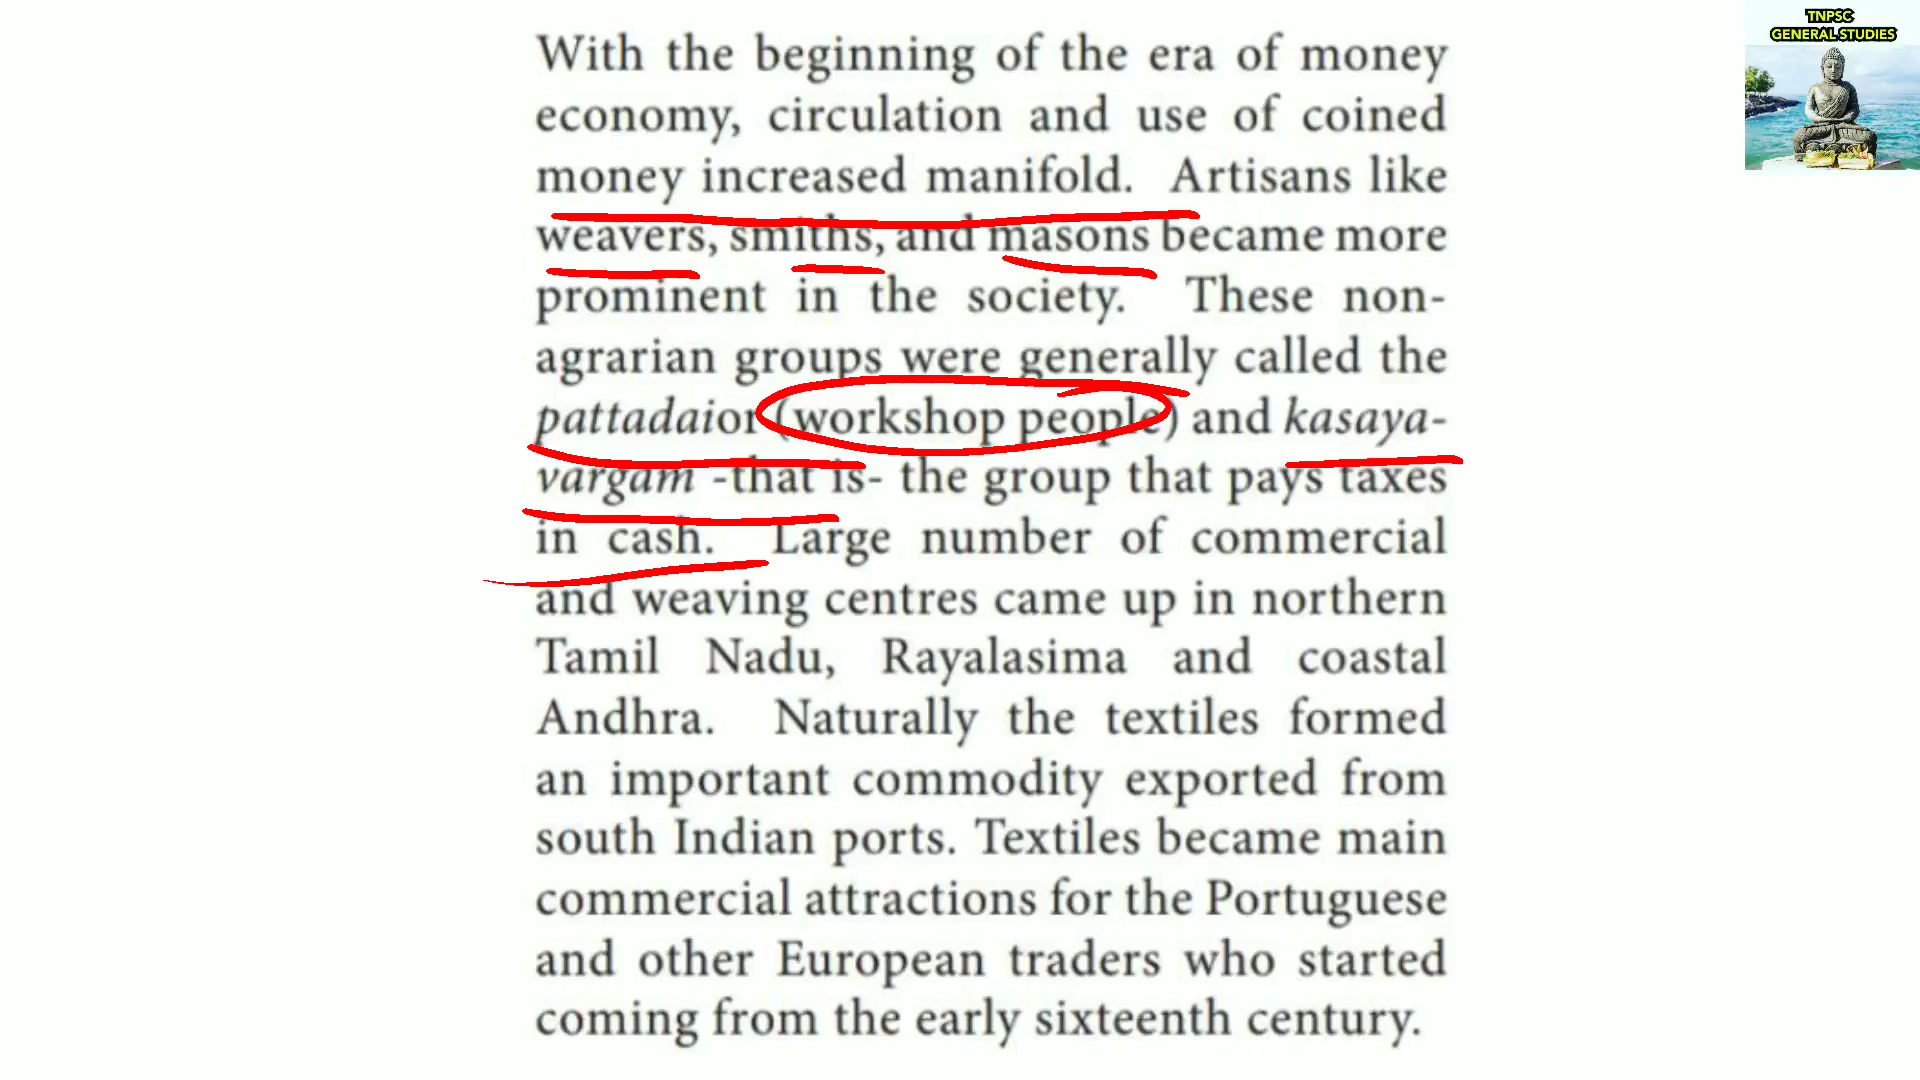 TNPSC
GENERAL STUDIES
With the beginning of the era of money
economy, circulation and use of coined
money increased manifold. Artisans like
weavers, smiths, and masons became more
prominent in the society. These non-
agrarian groups were generally called the
pattadaior (workshop people) and kasaya-
vargam -that is- the group that pays taxes
in cash. Large number of commercial
and weaving centres came up in northern
Tamil Nadu, Rayalasima and coastal
Andhra. Naturally the textiles formed
an important commodity exported from
south Indian ports. Textiles became main
commercial attractions for the Portuguese
and other European traders who started
coming from the early sixteenth century.